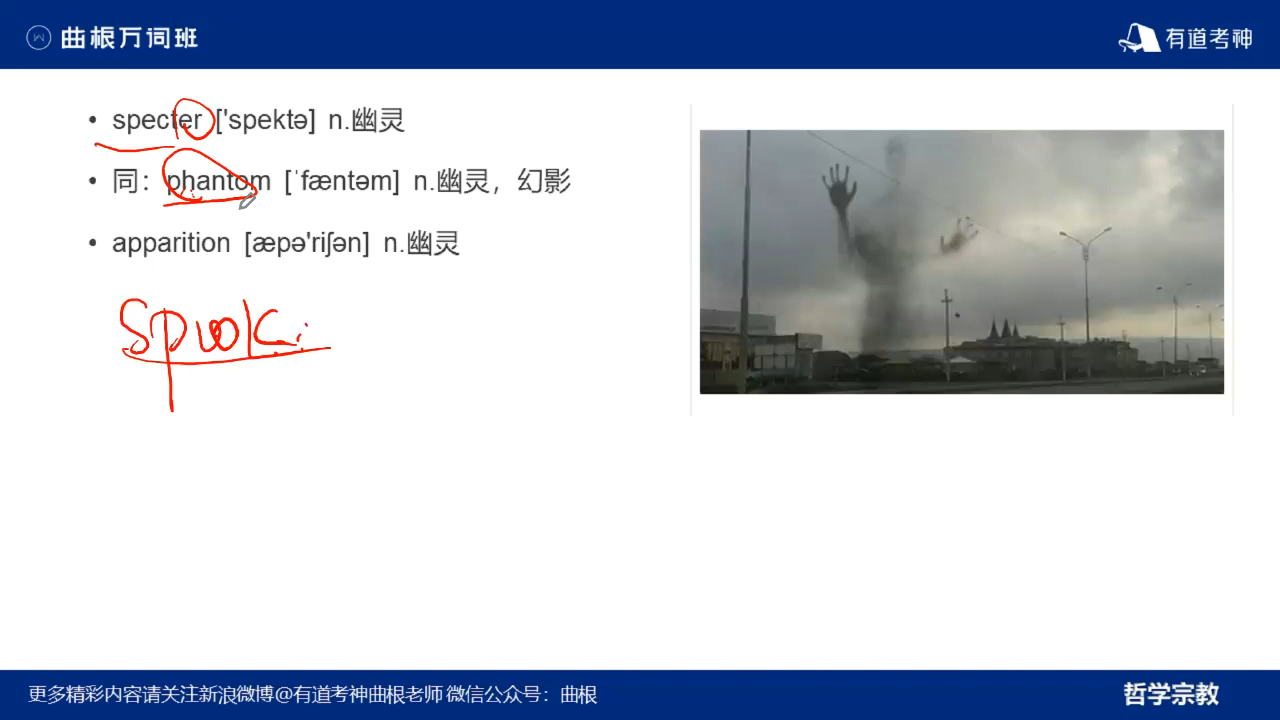 曲根万词班
有道考神
• specter ['spektə] n.幽灵
• 同：phantom [ˈfæntəm] n.幽灵，幻影
• apparition [æpə'riʃən] n.幽灵
更多精彩内容请关注新浪微博@有道考神曲根老师 微信公众号：曲根
哲学宗教